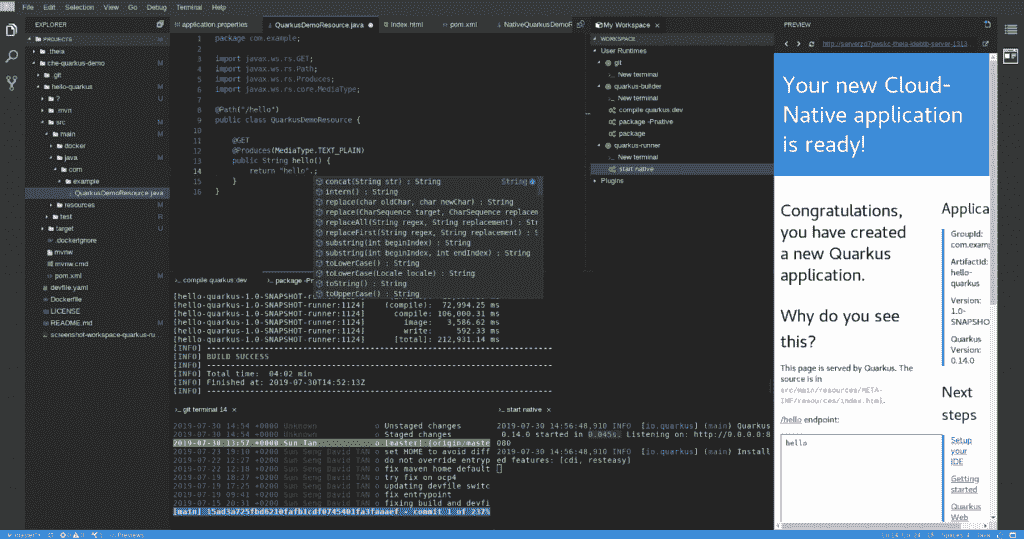 File Edit Selection View Go Debug Terminal Help
EXPLORER
PROJECTS M
.theia
che-quarkus-demo M
.git
hello-quarkus M
? U
.mvn M
src M
main M
docker M
java M
com M
example M
QuarkusDemoResource.java M
resources M
test R
target U
.dockerignore
mvnw
mvnw.cmd
pom.xml M
devfile.yaml
Dockerfile
LICENSE
README.md
screenshot-workspace-quarkus-ru...
application.properties
QuarkusDemoResource.java
index.html
pom.xml
NativeQuarkusDemoR
1 package com.example;
2
3 import javax.ws.rs.GET;
4 import javax.ws.rs.Path;
5 import javax.ws.rs.Produces;
6 import javax.ws.rs.core.MediaType;
7
8 @Path("/hello")
9 public class QuarkusDemoResource {
10
11 @GET
12 @Produces(MediaType.TEXT_PLAIN)
13 public String hello() {
14 return "hello".;
15 }
16 }
concat(String str) : String String
intern() : String
replace(char oldChar, char newChar) : String
replace(CharSequence target, CharSequence replacem
replaceAll(String regex, String replacement) : Str
replaceFirst(String regex, String replacement) : S
substring(int beginIndex) : String
substring(int beginIndex, int endIndex) : String
toLowerCase() : String
toLowerCase(Locale locale) : String
toString() : String
toUpperCase() : String
compile quarkus dev
package -P
[hello-quarkus-1.0-SNAPSHOT-runner:1124] (compile): 72,994.25 ms
[hello-quarkus-1.0-SNAPSHOT-runner:1124] compile: 106,000.31 ms
[hello-quarkus-1.0-SNAPSHOT-runner:1124] image: 3,586.62 ms
[hello-quarkus-1.0-SNAPSHOT-runner:1124] write: 592.33 ms
[hello-quarkus-1.0-SNAPSHOT-runner:1124] [total]: 212,931.14 ms
[INFO] ------------------------------------------------------------------------
[INFO] BUILD SUCCESS
[INFO] ------------------------------------------------------------------------
[INFO] Total time: 04:02 min
[INFO] Finished at: 2019-07-30T14:52:13Z
[INFO] ------------------------------------------------------------------------
git terminal 14
2019-07-30 14:54 +0000 Unknown o Unstaged changes
2019-07-30 14:54 +0000 Unknown o Staged changes
2019-07-30 13:57 +0000 Sun Tan o [master] [origin/maste
2019-07-23 19:10 +0200 Sun Seng David TAN o set HOME to avoid diff
2019-07-22 12:27 +0200 Sun Seng David TAN o do not override entryp
2019-07-22 12:18 +0200 Sun Seng David TAN o fix maven home default
2019-07-18 18:27 +0200 Sun Seng David TAN o try fix on ocp4
2019-07-17 09:25 +0200 Sun Seng David TAN o updating devfile switc
2019-07-19 09:41 +0200 Sun Seng David TAN o fix entrypoint
2019-07-15 20:31 +0200 Sun Seng David TAN o fixing build and devfi
[main] - commit 1 of 237%
start native
2019-07-30 14:56:48,910 INFO [io.quarkus] (main) Quarkus
0.14.0 started in 0.045s. Listening on: http://0.0.0.0:8
080
2019-07-30 14:56:48,910 INFO [io.quarkus] (main) Install
ed features: [cdi, resteasy]
My Workspace
WORKSPACE
User Runtimes
git
New terminal
quarkus-builder
New terminal
compile quarkus dev
package -Pnative
package
quarkus-runner
New terminal
start native
Plugins
PREVIEW
Your new Cloud-
Native application
is ready!
Congratulations,
you have created
a new Quarkus
application.
Why do you see
this?
This page is served by Quarkus. The
source is in
src/main/resources/META-
INF/resources/index.html.
/hello endpoint:
hello
Applica
GroupId:
com.examp
ArtifactId:
hello-
quarkus
Version:
1.0-
SNAPSHO
Quarkus
Version:
0.14.0
Next
steps
Setup
your
IDE
Getting
started
Quarkus
Web
master* 0 1 1 Previews
Ln 14, Col 24 LF Spaces: 4 Java